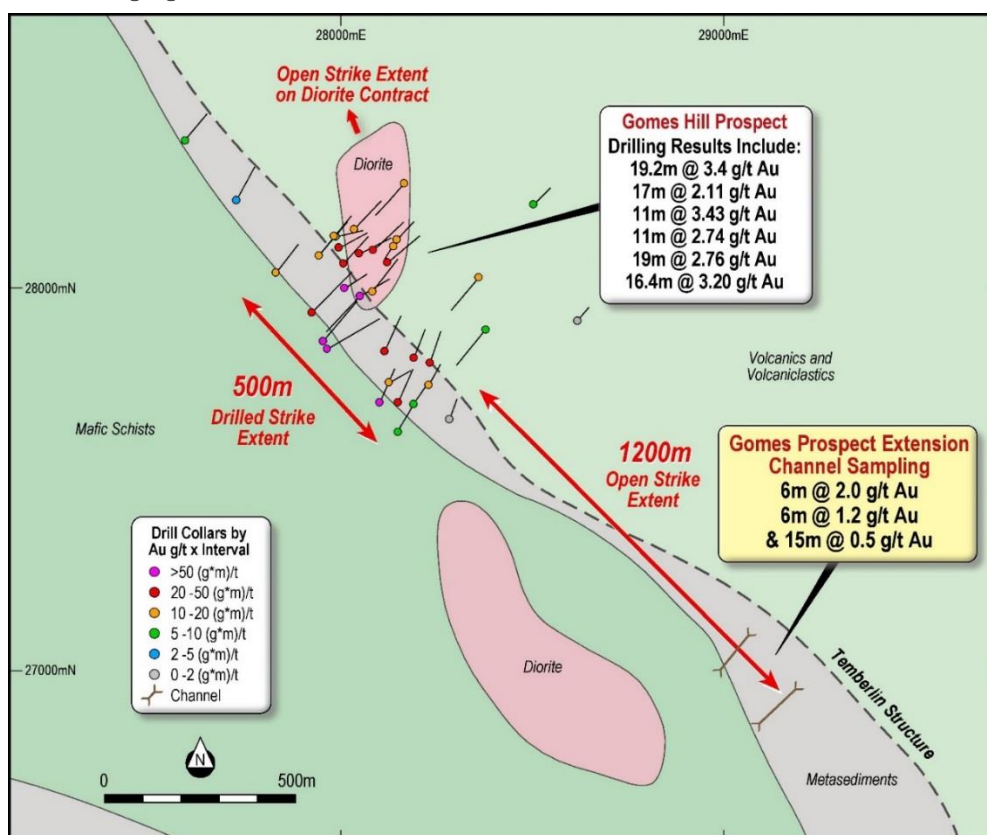 28000mE
29000mE
Open Strike Extent
on Diorite Contract
Diorite
Gomes Hill Prospect
Drilling Results Include:
19.2m @ 3.4 g/t Au
17m @ 2.11 g/t Au
11m @ 3.43 g/t Au
11m @ 2.74 g/t Au
19m @ 2.76 g/t Au
16.4m @ 3.20 g/t Au
28000mN
Volcanics and
Volcaniclastics
500m
Drilled Strike
Extent
Mafic Schists
1200m
Open Strike
Extent
Gomes Prospect Extension
Channel Sampling
6m @ 2.0 g/t Au
6m @ 1.2 g/t Au
& 15m @ 0.5 g/t Au
Drill Collars by
Au g/t x Interval
>50 (g*m)/t
20 -50 (g*m)/t
10 -20 (g*m)/t
5 -10 (g*m)/t
2 -5 (g*m)/t
0 -2 (g*m)/t
Channel
27000mN
Diorite
Temberlin Structure
N
0 500m
Metasediments